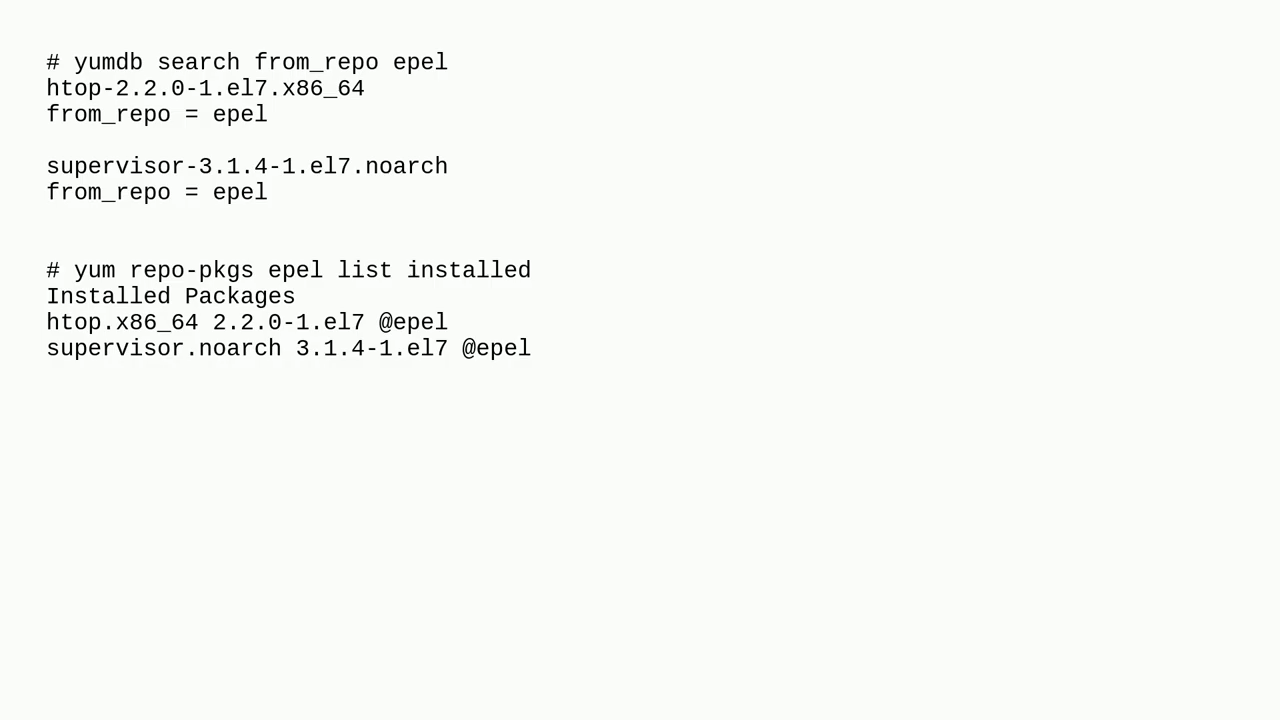 # yumdb search from_repo epel
htop-2.2.0-1.el7.x86_64
from_repo = epel
supervisor-3.1.4-1.el7.noarch
from_repo = epel
# yum repo-pkgs epel list installed
Installed Packages
htop.x86_64 2.2.0-1.el7 @epel
supervisor.noarch 3.1.4-1.el7 @epel